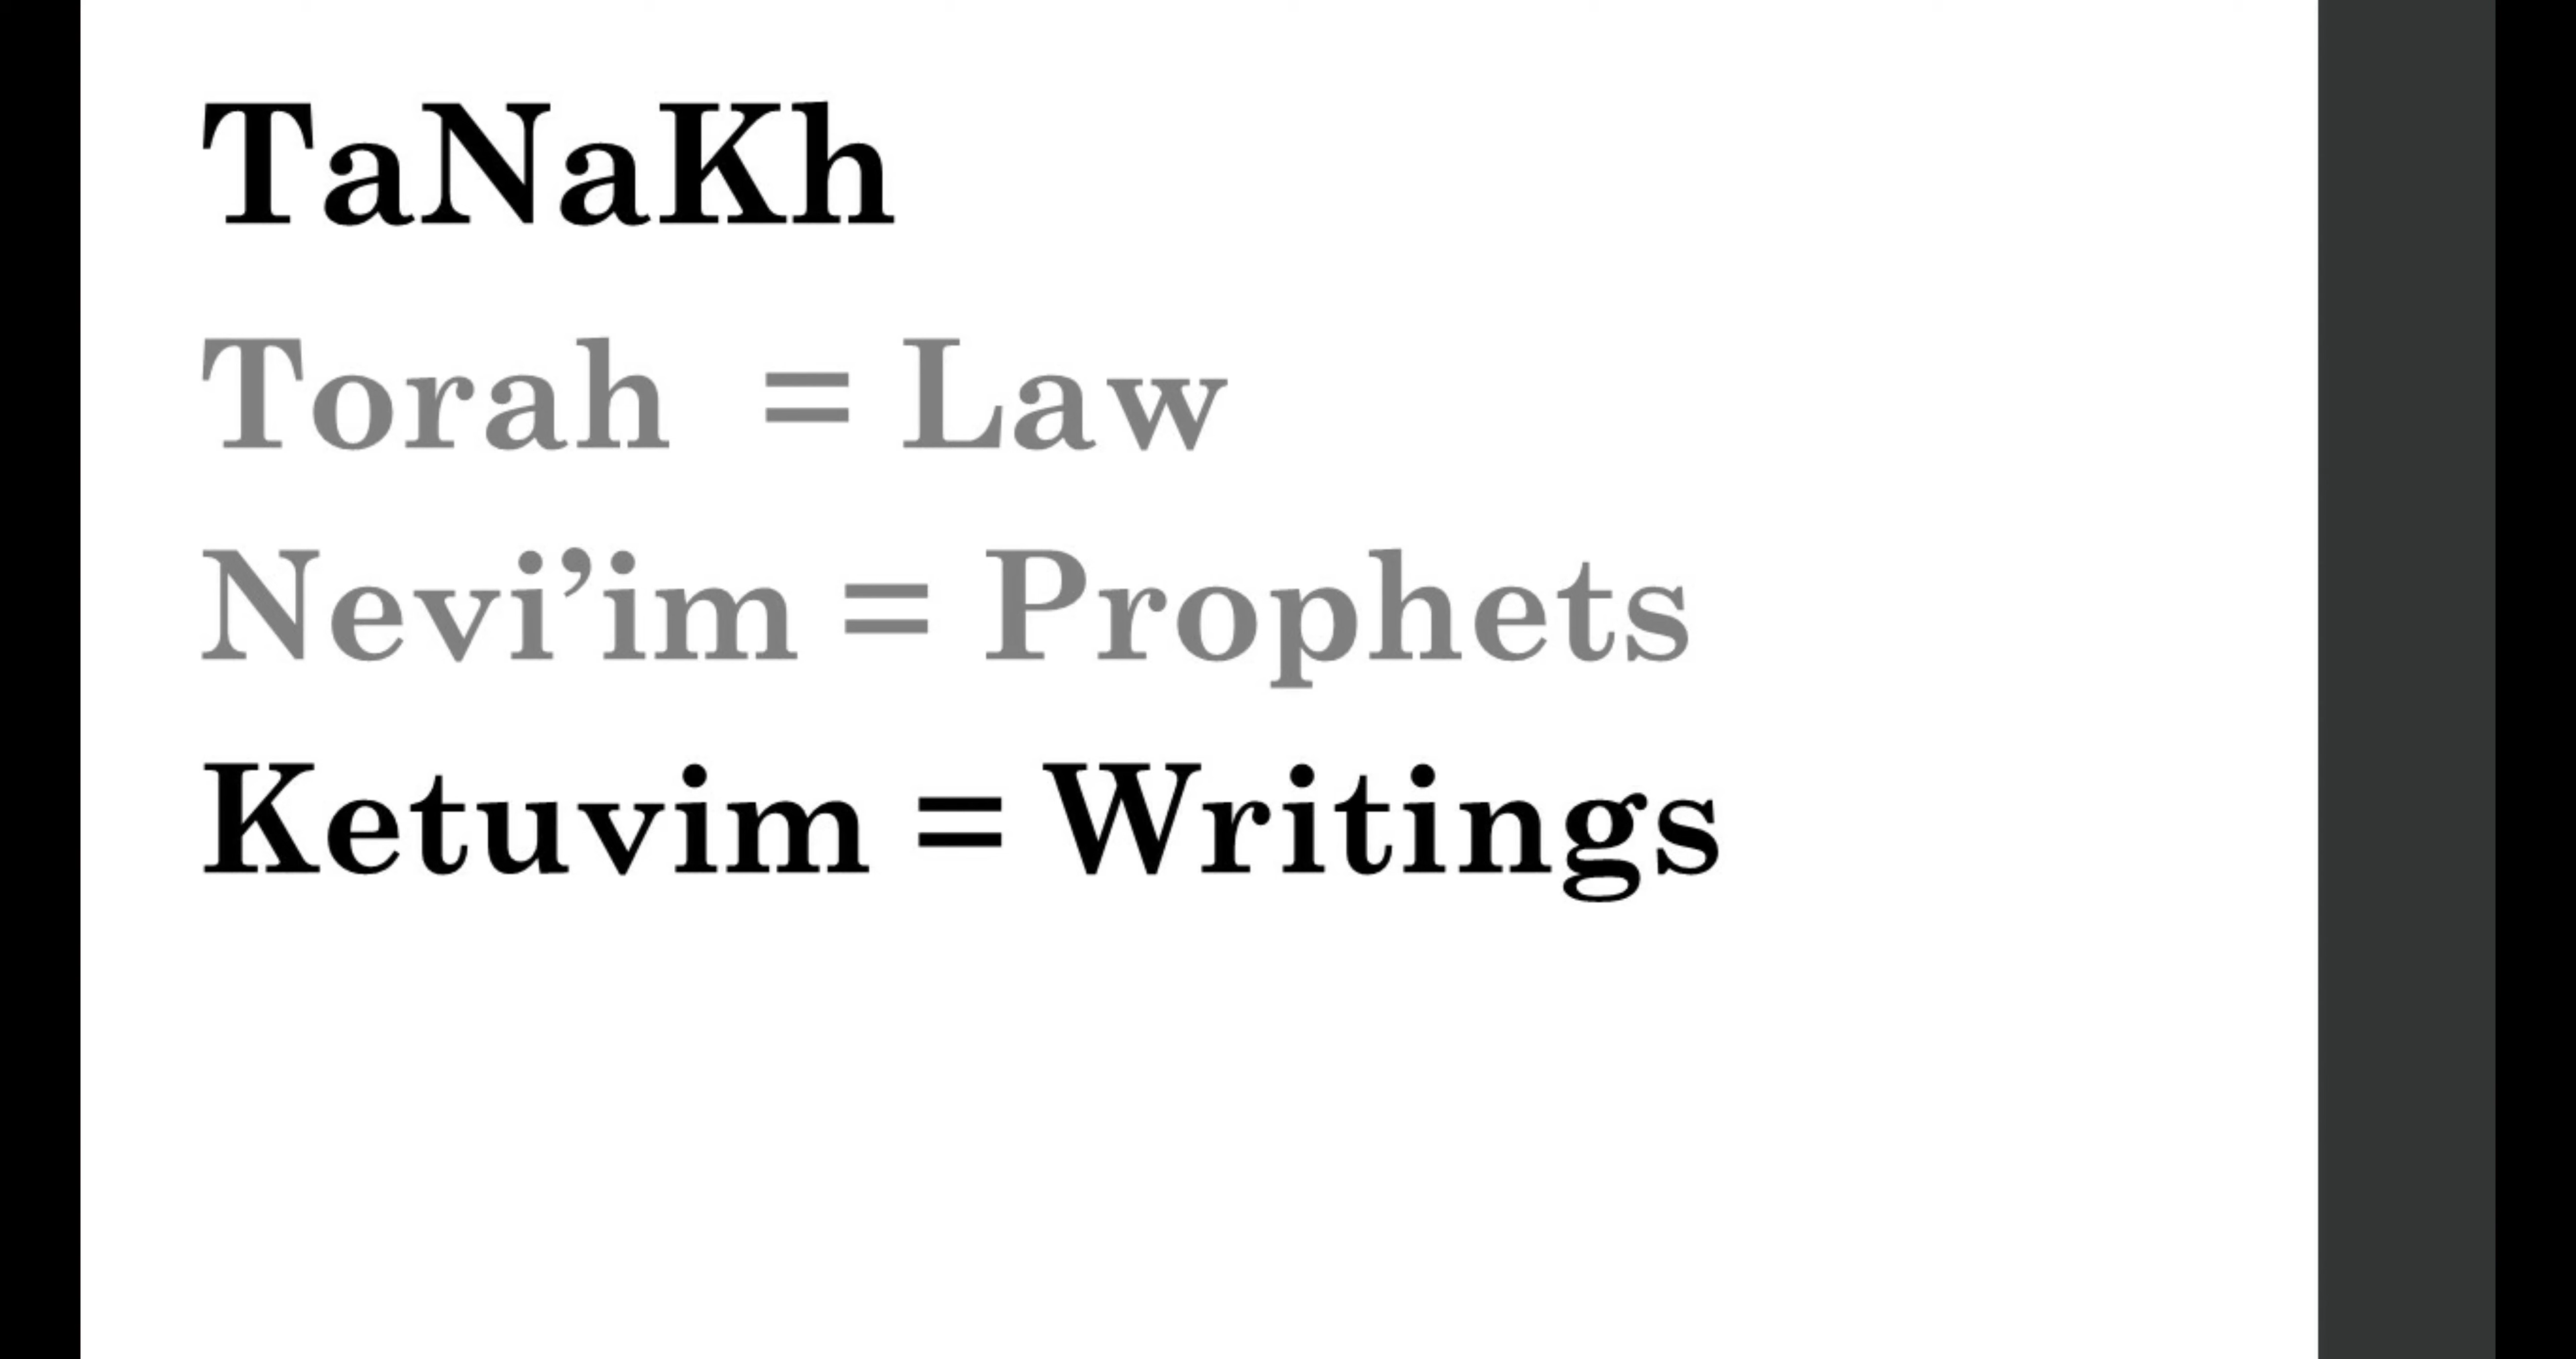 TaNaKh
Torah = Law
Nevi’im = Prophets
Ketuvim = Writings